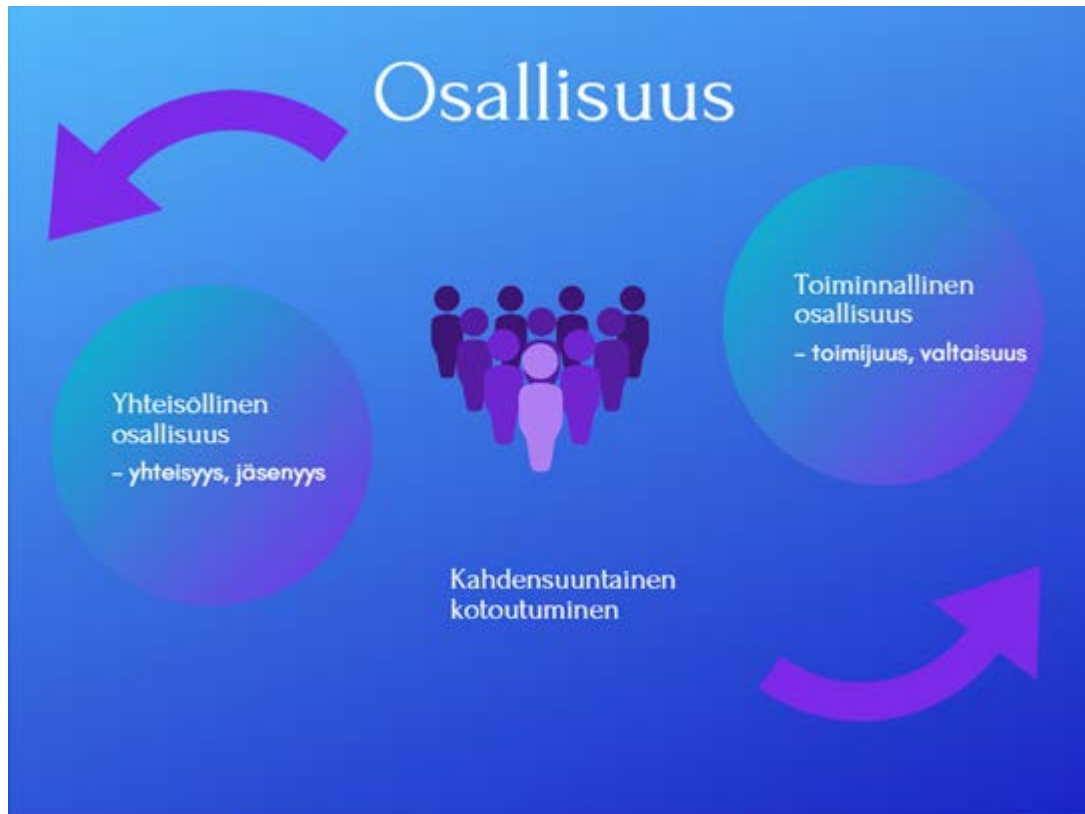 Osallisuus
Yhteisöllinen
osallisuus
– yhteisyys, jäsenyys
Toiminnallinen
osallisuus
– toimijuus, valtaisuus
Kahdensuuntainen
kotoutuminen